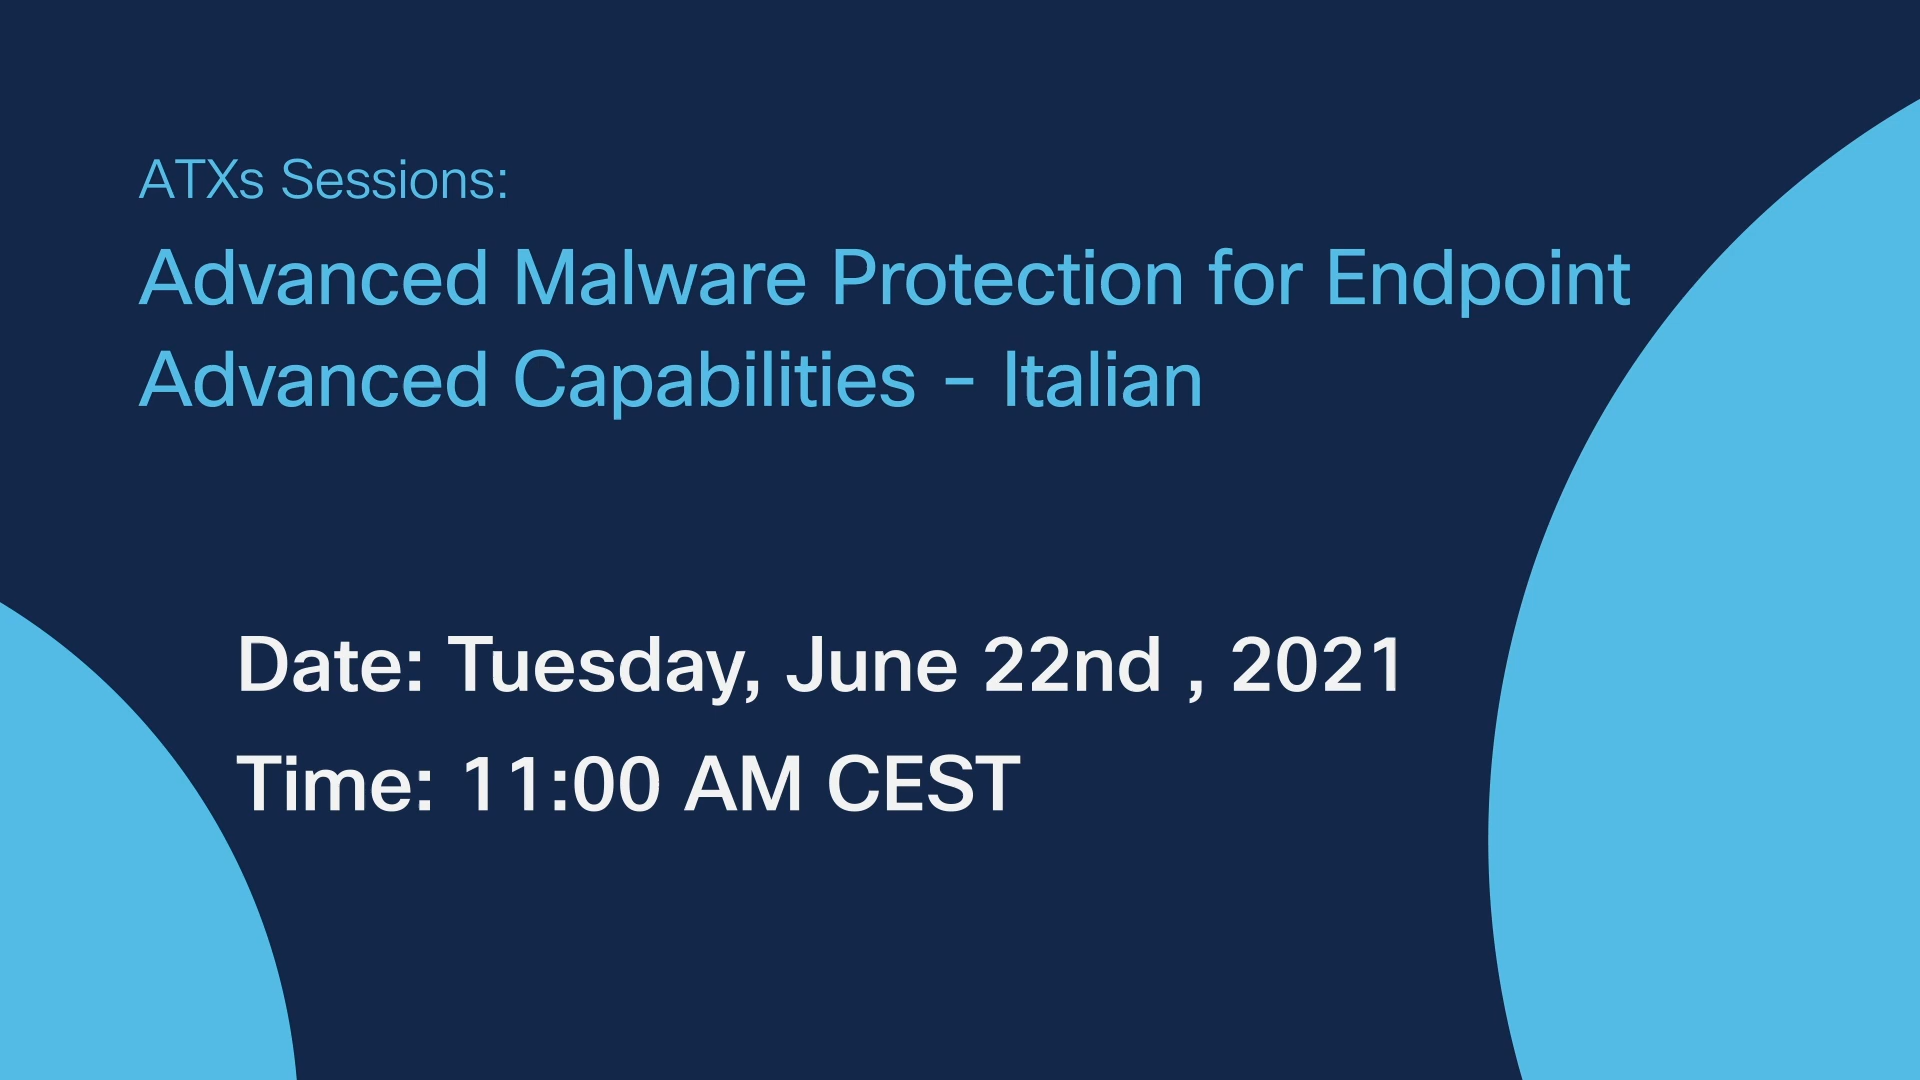 ATXs Sessions:
Advanced Malware Protection for Endpoint
Advanced Capabilities - Italian
Date: Tuesday, June 22nd , 2021
Time: 11:00 AM CEST